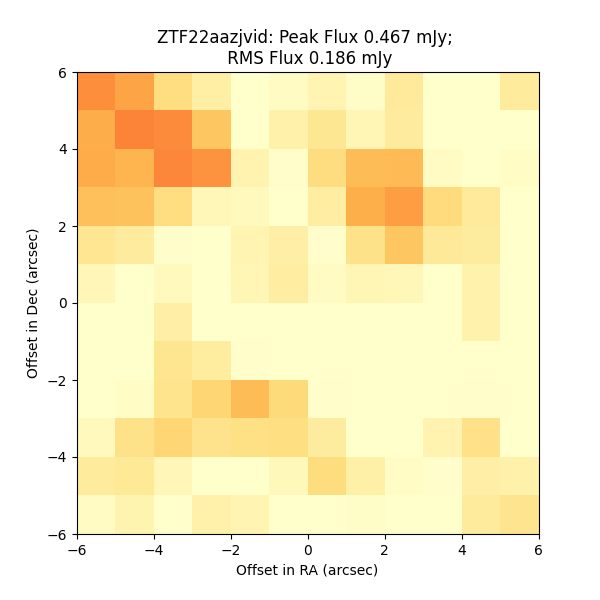 ZTF22aazjvid: Peak Flux 0.467 mJy;
RMS Flux 0.186 mJy
6
4
2
0
−2
−4
−6
Offset in Dec (arcsec)
−6 −4 −2 0 2 4 6
Offset in RA (arcsec)